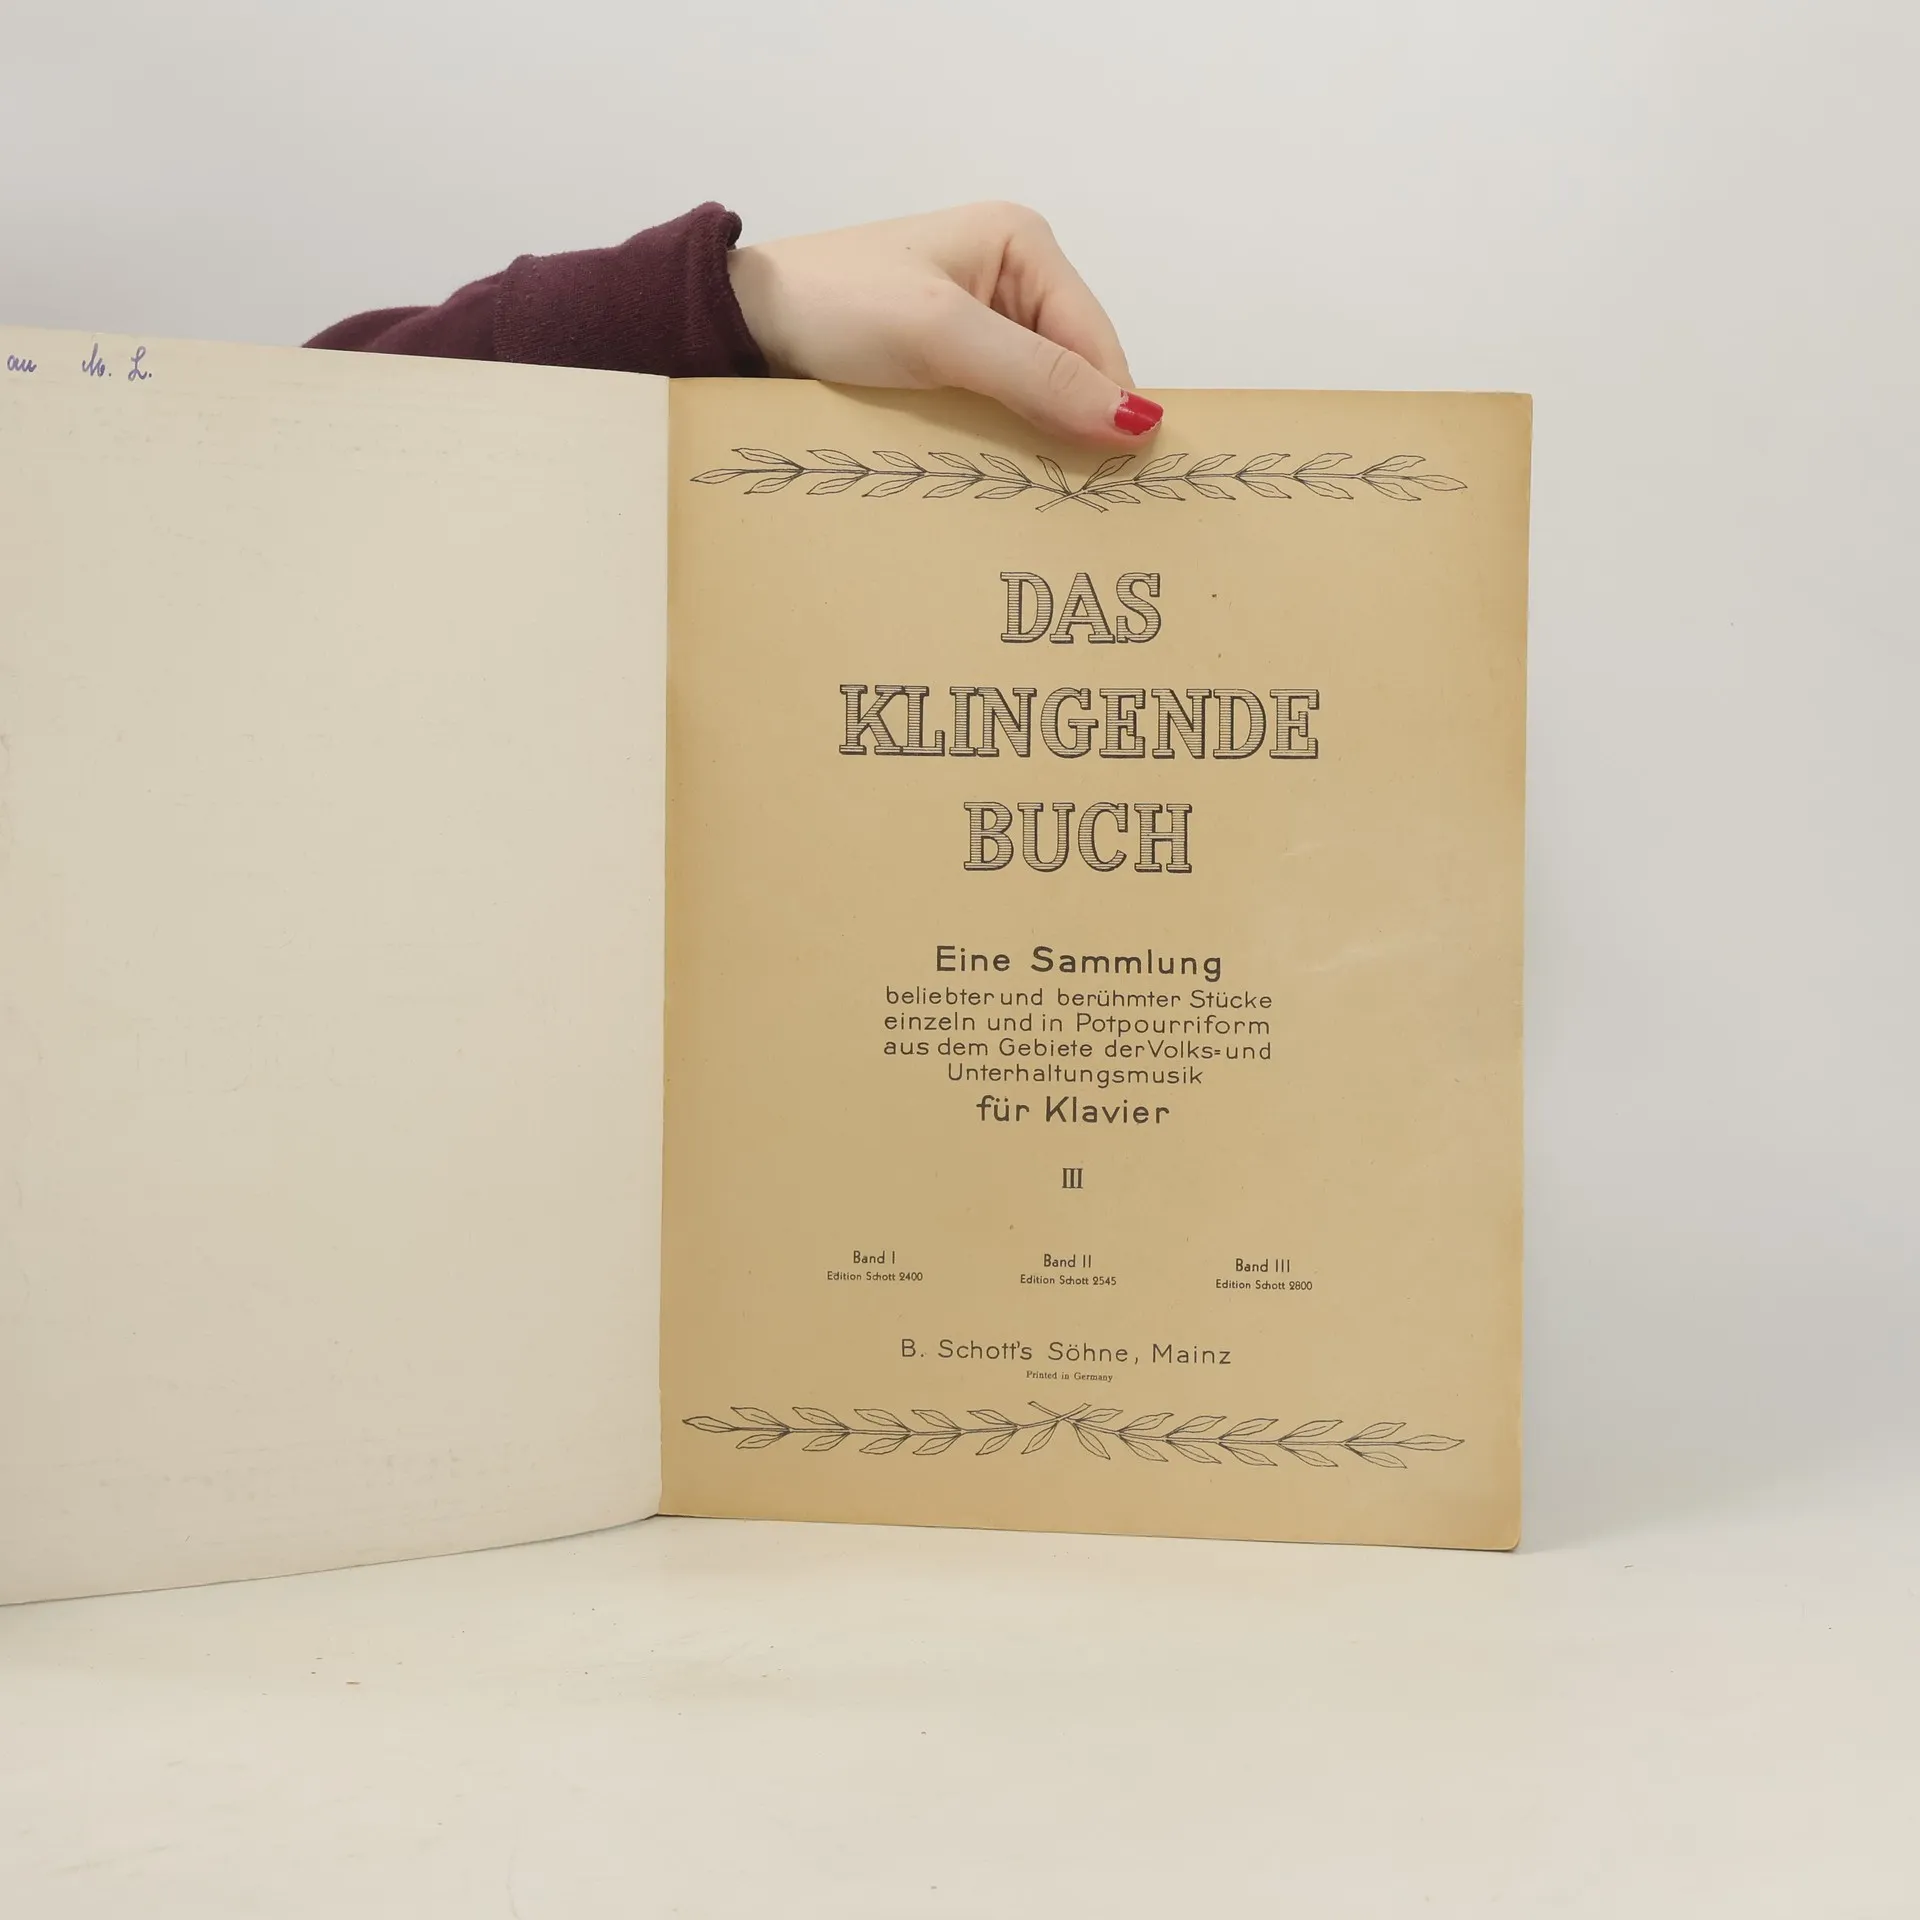 au M. L.
DAS
KLINGENDE
BUCH
Eine Sammlung
beliebter und berühmter Stücke
einzeln und in Potpourriform
aus dem Gebiete der Volks= und
Unterhaltungsmusik
für Klavier
III
Band I
Edition Schott 2400
Band II
Edition Schott 2545
Band III
Edition Schott 2800
B. Schott's Söhne, Mainz
Printed in Germany